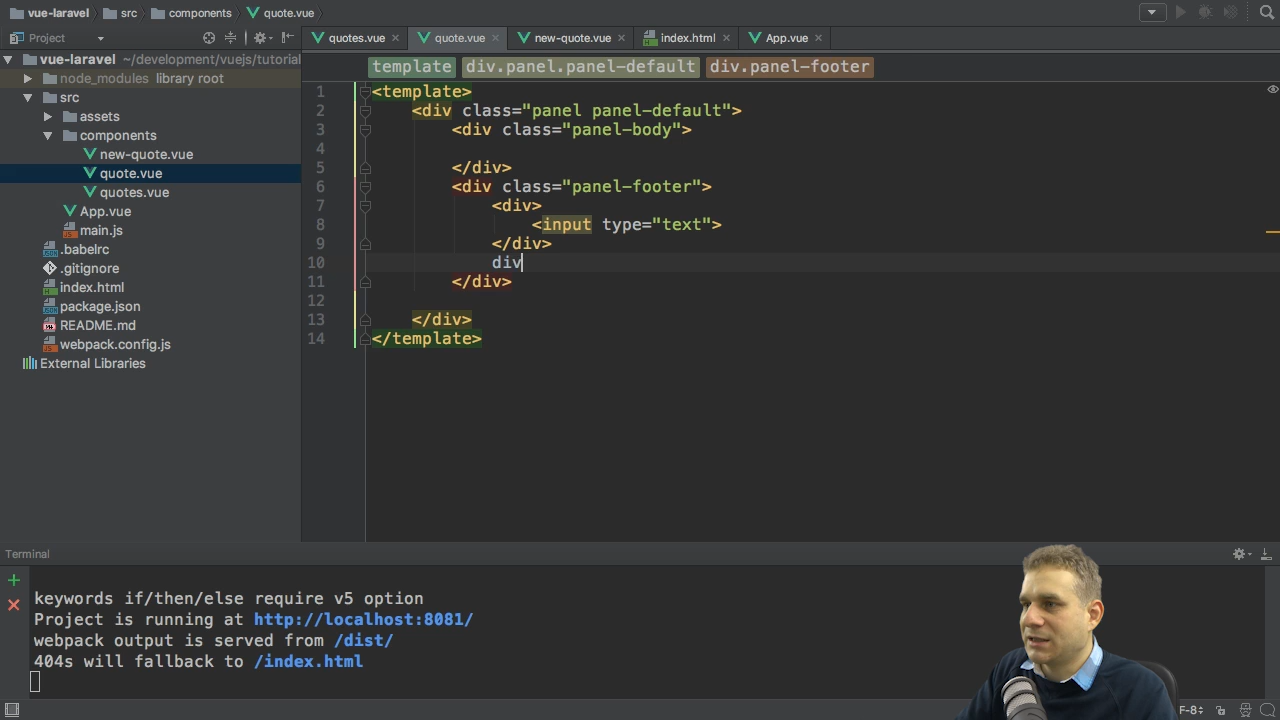 vue-laravel src components quote.vue
Project
quotes.vue quote.vue new-quote.vue index.html App.vue
vue-laravel ~/development/vuejs/tutorial
node_modules library root
src
assets
components
new-quote.vue
quote.vue
quotes.vue
App.vue
main.js
.babelrc
.gitignore
index.html
package.json
README.md
webpack.config.js
External Libraries
template div.panel.panel-default div.panel-footer
1 <template>
2 <div class="panel panel-default">
3 <div class="panel-body">
4
5 </div>
6 <div class="panel-footer">
7 <div>
8 <input type="text">
9 </div>
10 div
11 </div>
12
13 </div>
14 </template>
Terminal
keywords if/then/else require v5 option
Project is running at http://localhost:8081/
webpack output is served from /dist/
404s will fallback to /index.html
F-8